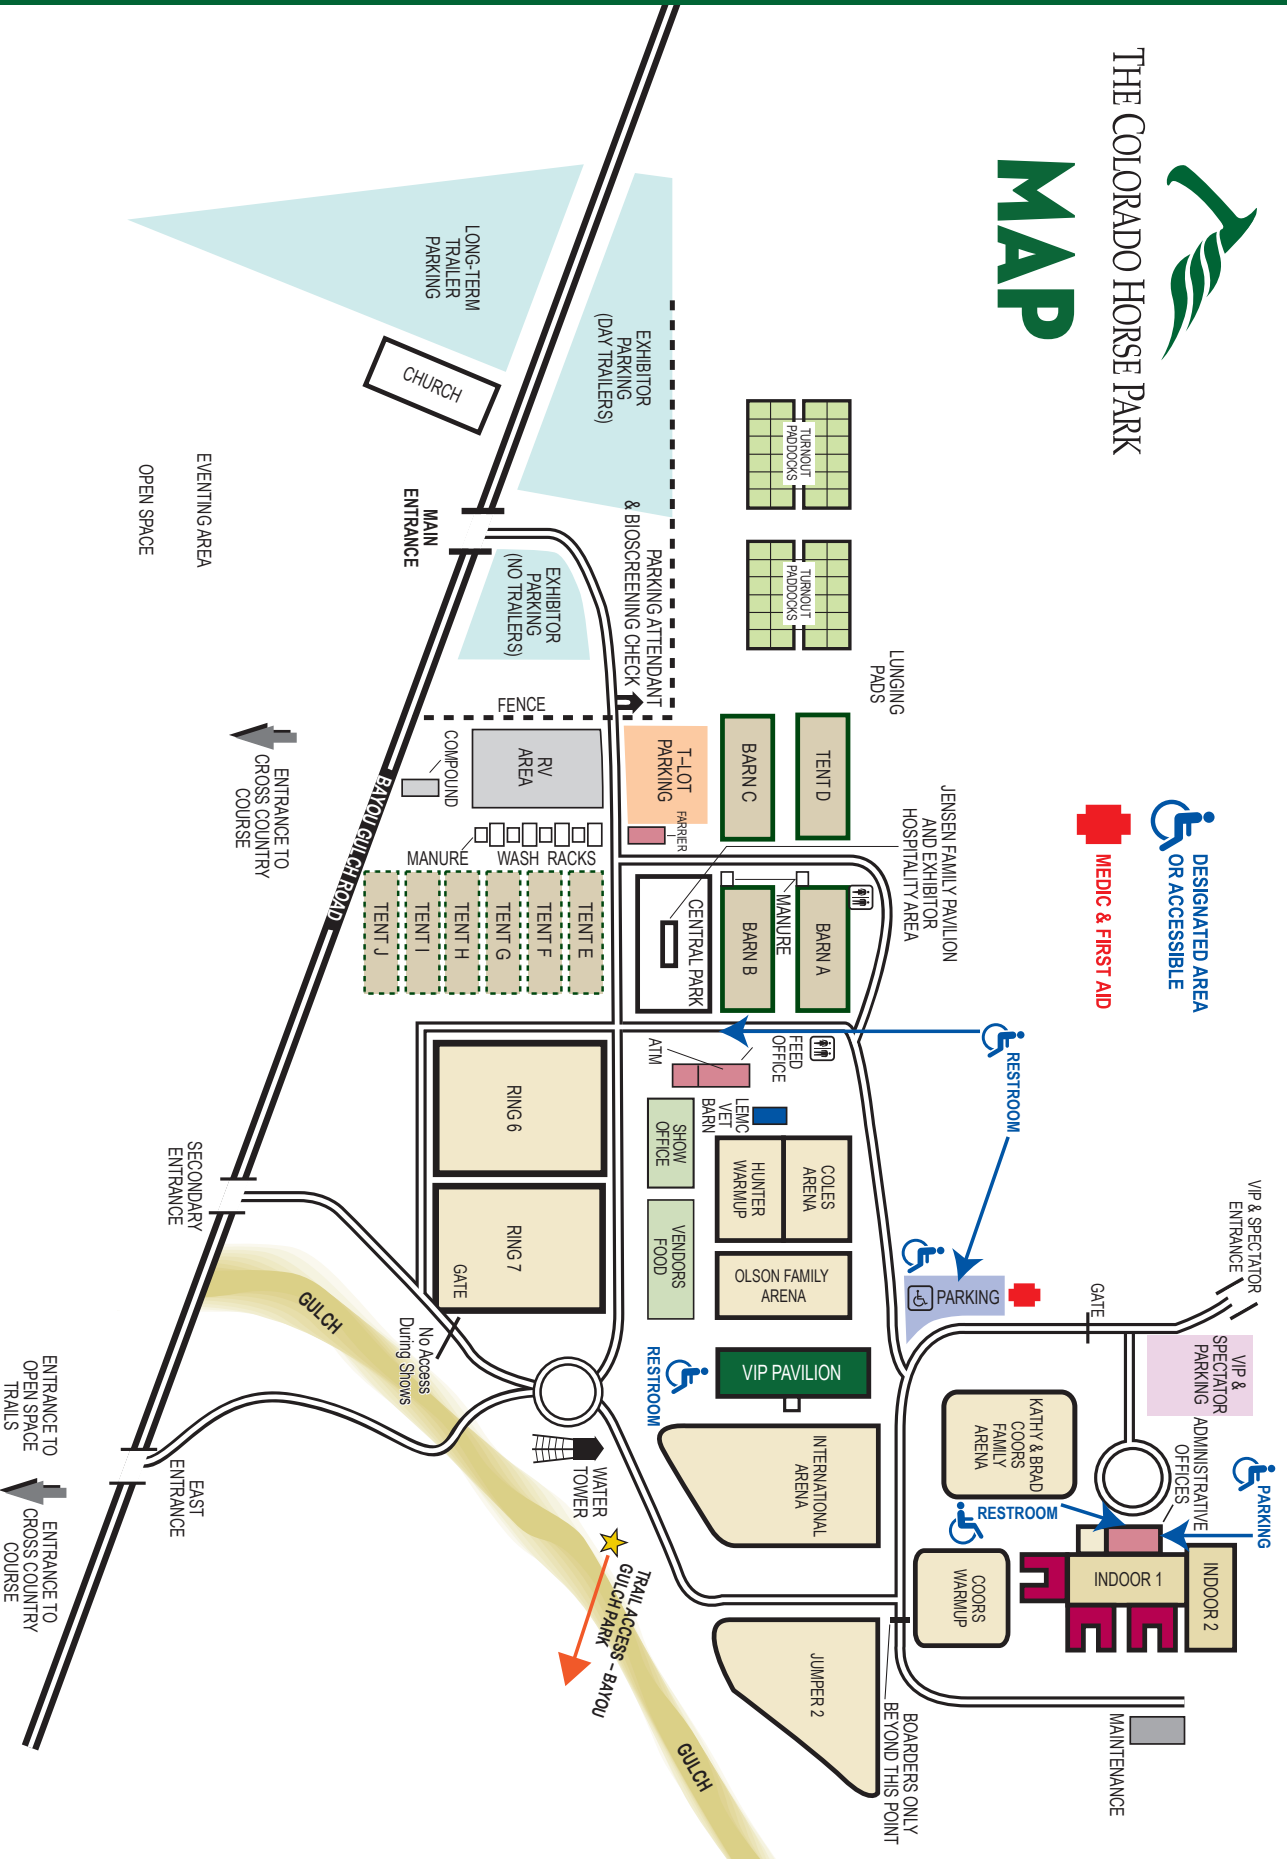 THE COLORADO HORSE PARK
MAP
DESIGNATED AREA
OR ACCESSIBLE
MEDIC & FIRST AID
VIP & SPECTATOR
ENTRANCE
GATE
VIP &
SPECTATOR
PARKING
PARKING
ADMINISTRATIVE
OFFICES
INDOOR 2
INDOOR 1
RESTROOM
KATHY & BRAD
COORS
FAMILY
ARENA
COORS
WARMUP
MAINTENANCE
BOARDERS ONLY
BEYOND THIS POINT
RESTROOM
PARKING
LUNGING
PADS
JENSEN FAMILY PAVILION
AND EXHIBITOR
HOSPITALITY AREA
TURNOUT
PADDOCKS
TURNOUT
PADDOCKS
TENT D
BARN C
BARN A
MANURE
BARN B
CENTRAL PARK
FEED
OFFICE
ATM
LEMC
VET
BARN
COLES
ARENA
HUNTER
WARMUP
OLSON FAMILY
ARENA
SHOW
OFFICE
VENDORS
FOOD
VIP PAVILION
RESTROOM
INTERNATIONAL
ARENA
JUMPER 2
EXHIBITOR
PARKING
(DAY TRAILERS)
PARKING ATTENDANT
& BIOSCREENING CHECK
T-LOT
PARKING
FARRIER
LONG-TERM
TRAILER
PARKING
CHURCH
MAIN
ENTRANCE
EXHIBITOR
PARKING
(NO TRAILERS)
FENCE
RV
AREA
COMPOUND
MANURE
WASH RACKS
TENT E
TENT F
TENT G
TENT H
TENT I
TENT J
RING 6
RING 7
GATE
No Access
During Shows
WATER
TOWER
TRAIL ACCESS - BAYOU
GULCH PARK
GULCH
GULCH
BAYOU GULCH ROAD
EVENTING AREA
OPEN SPACE
ENTRANCE TO
CROSS COUNTRY
COURSE
SECONDARY
ENTRANCE
EAST
ENTRANCE
ENTRANCE TO
OPEN SPACE
TRAILS
ENTRANCE TO
CROSS COUNTRY
COURSE